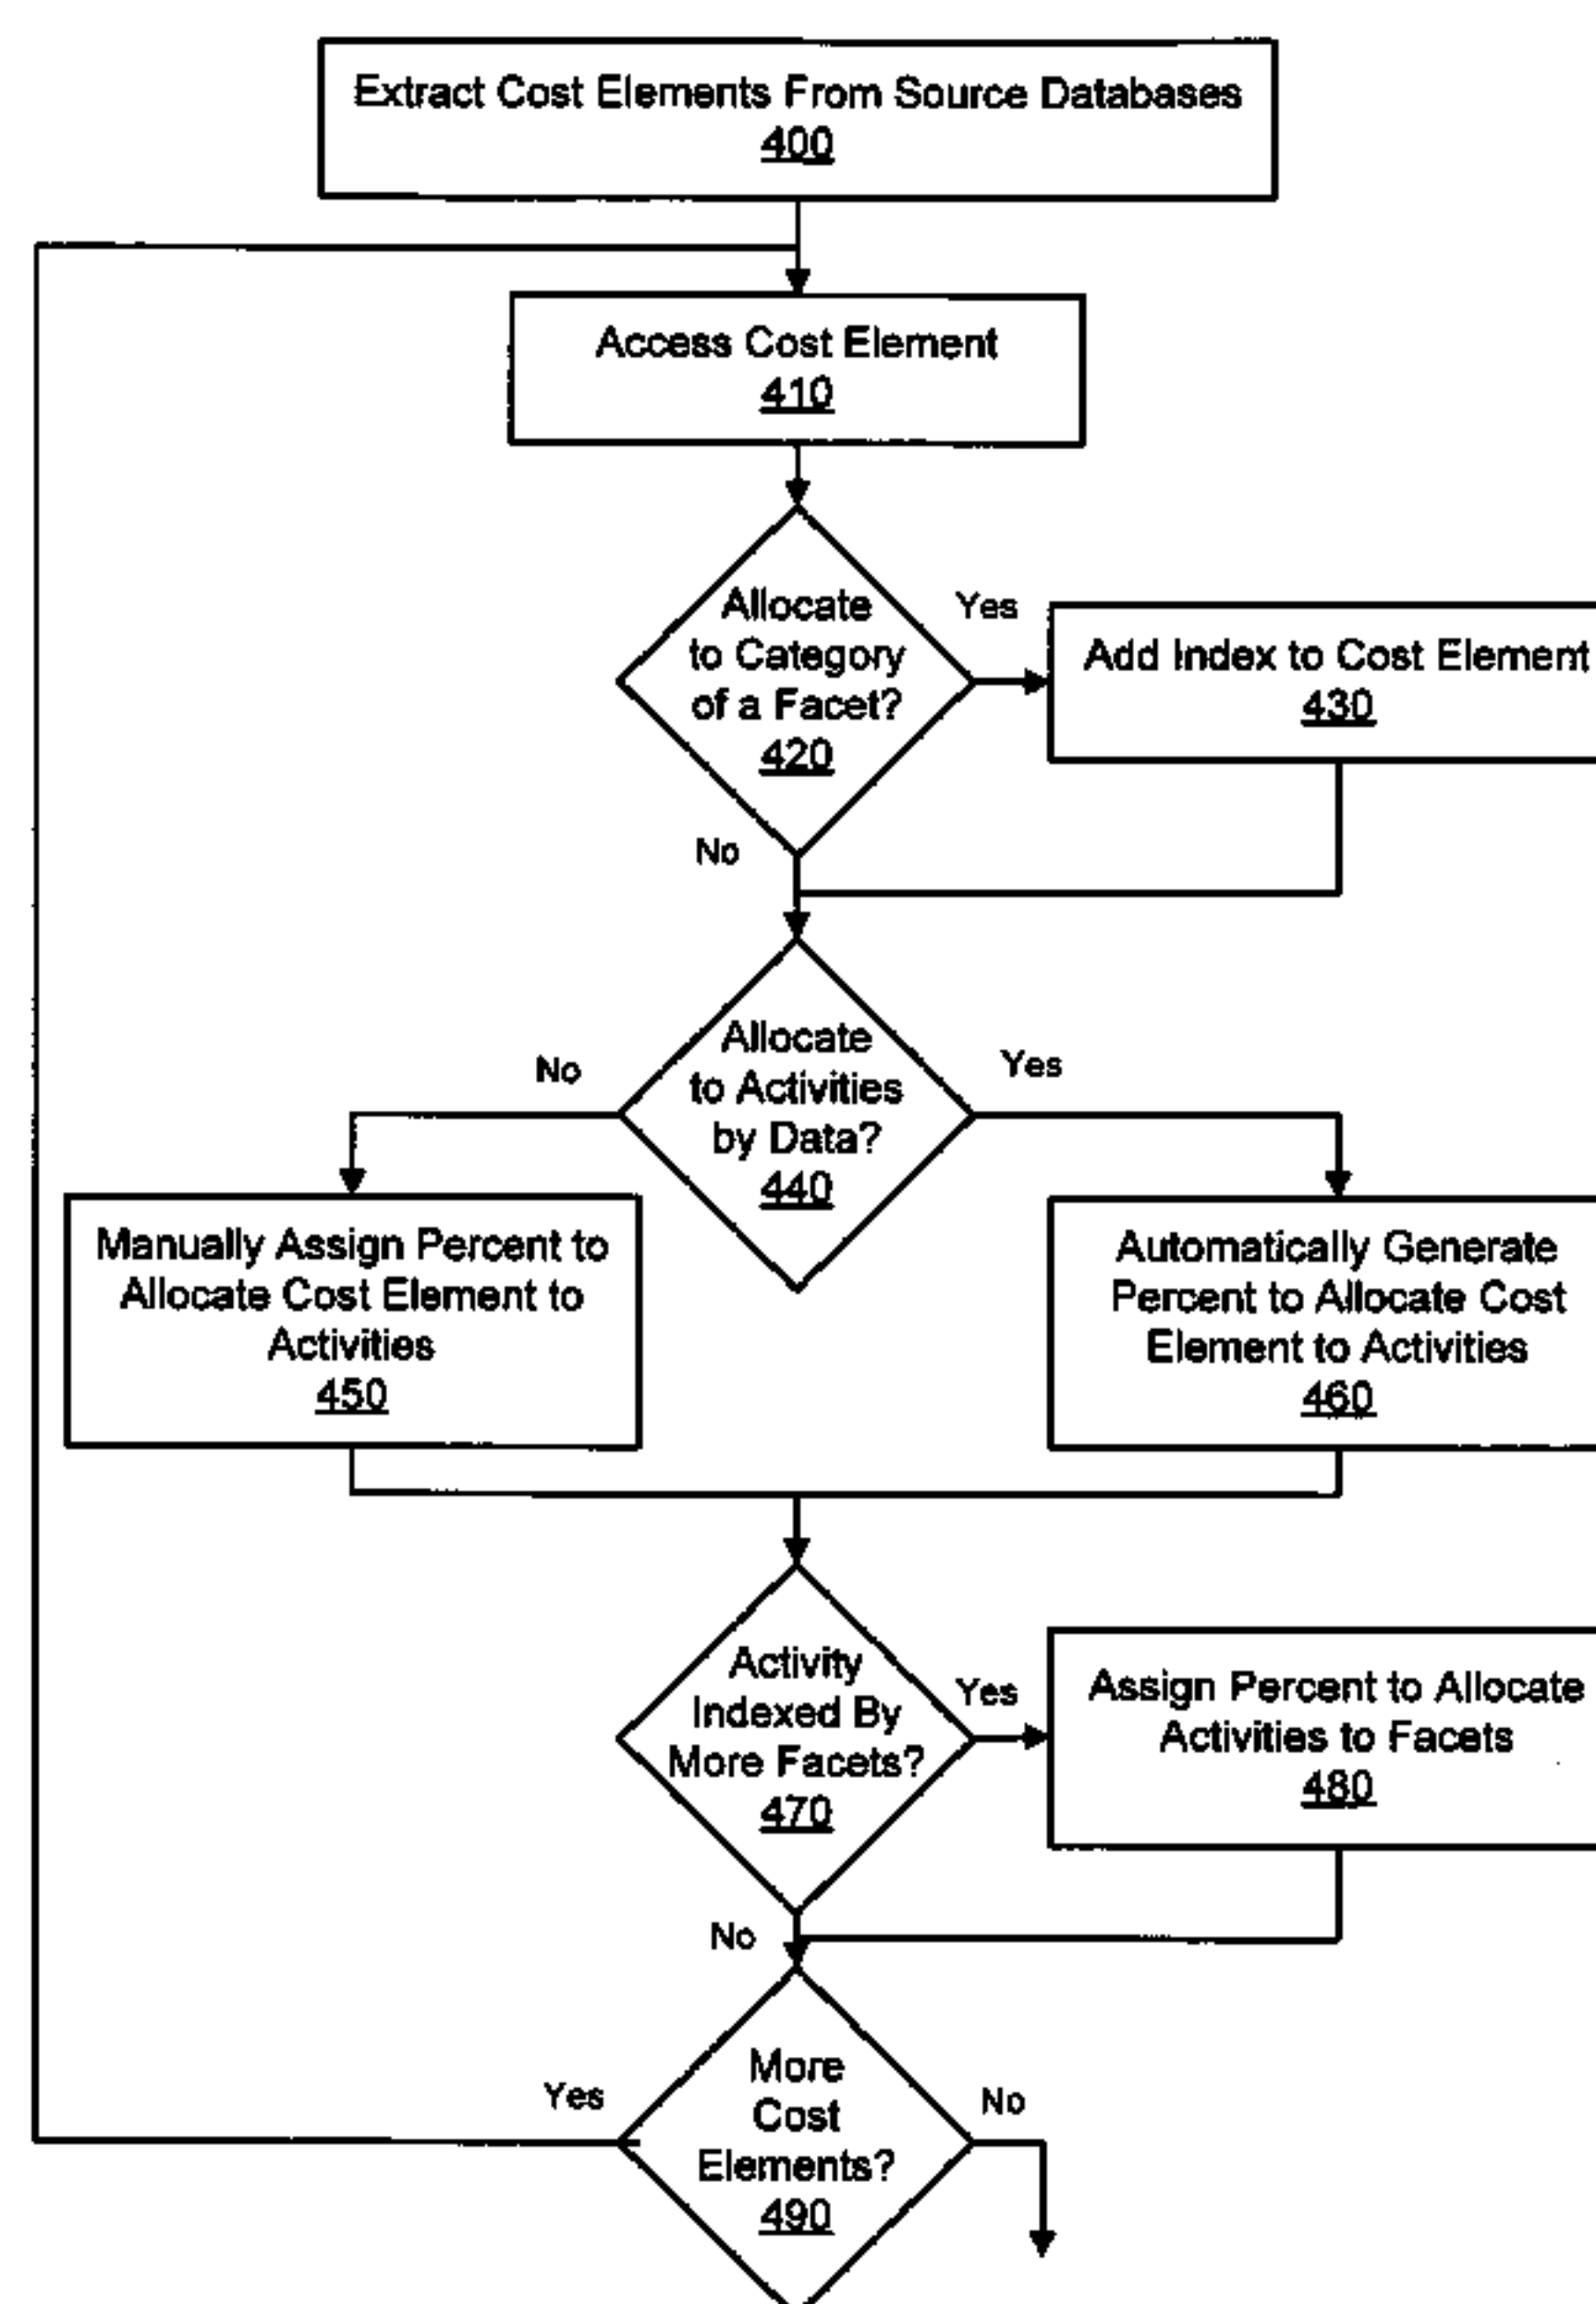 Extract Cost Elements From Source Databases
400
Access Cost Element
410
Allocate
to Category
of a Facet?
420
Yes
Add Index to Cost Element
430
No
Allocate
to Activities
by Data?
440
No
Yes
Manually Assign Percent to
Allocate Cost Element to
Activities
450
Automatically Generate
Percent to Allocate Cost
Element to Activities
460
Activity
Indexed By
More Facets?
470
Yes
Assign Percent to Allocate
Activities to Facets
480
No
More
Cost
Elements?
490
Yes
No